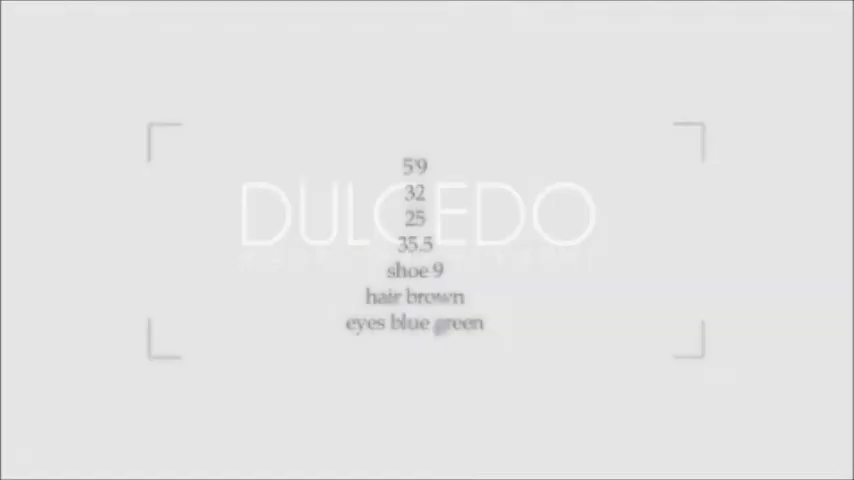 5'9
32
DULCEDO
25
35.5
shoe 9
hair brown
eyes blue green